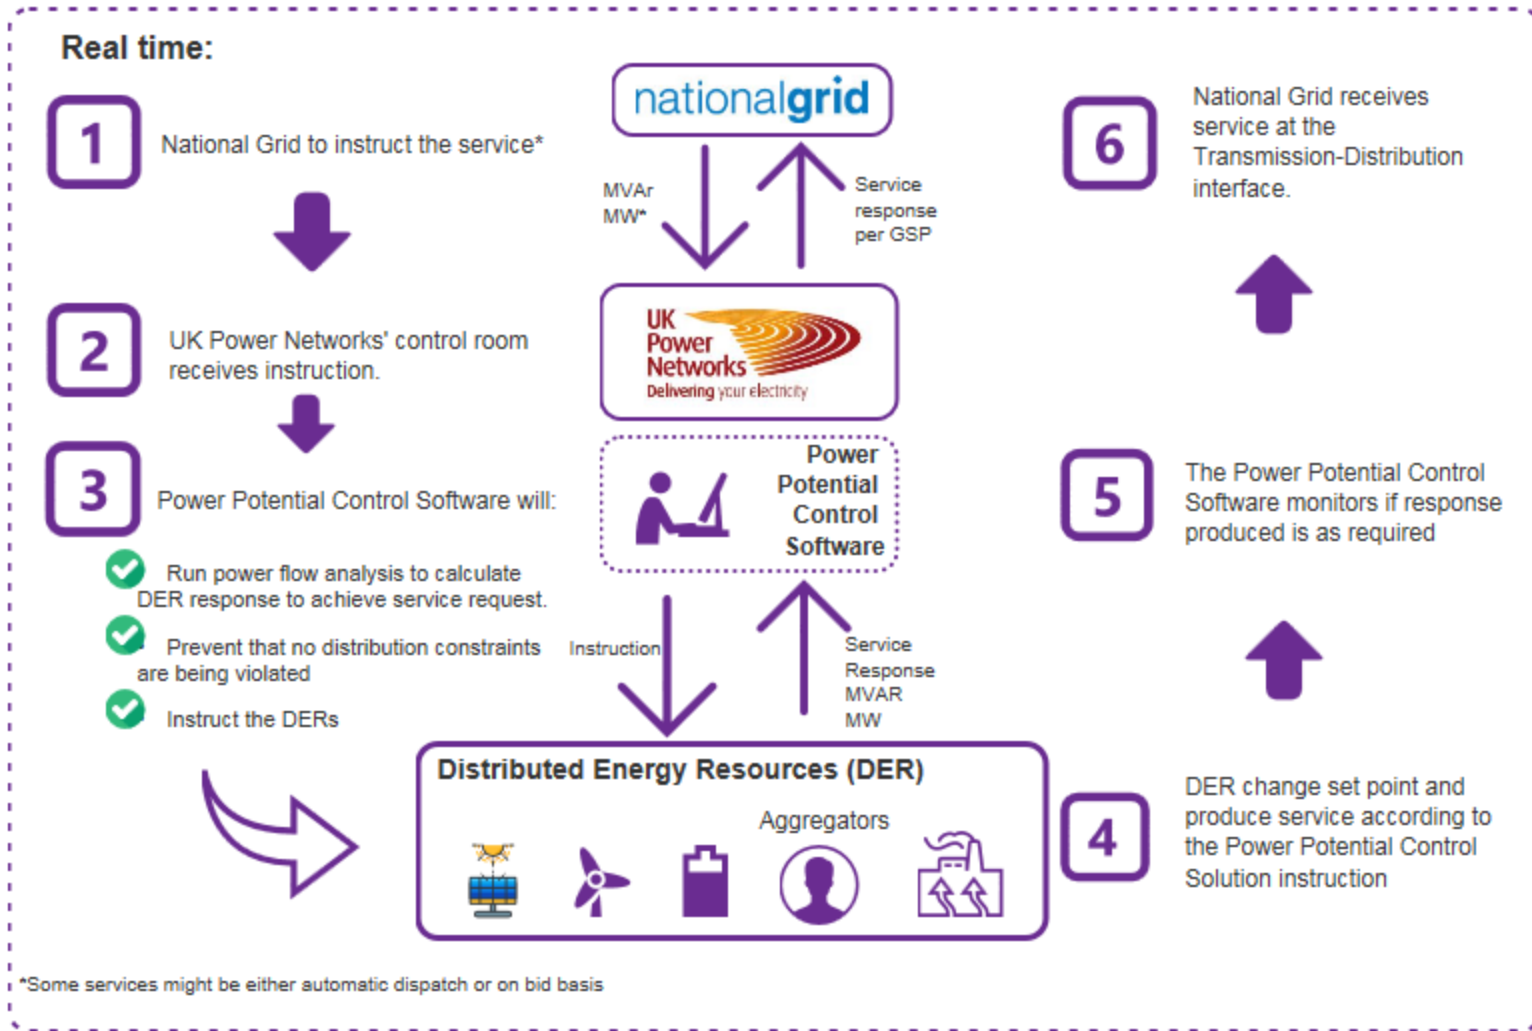 Real time:
1
National Grid to instruct the service*
2
UK Power Networks' control room
receives instruction.
3
Power Potential Control Software will:
Run power flow analysis to calculate
DER response to achieve service request.
Prevent that no distribution constraints
are being violated
Instruct the DERs
nationalgrid
MVAr
MW*
Service
response
per GSP
UK
Power
Networks
Delivering your electricity
Power
Potential
Control
Software
Instruction
Service
Response
MVAR
MW
Distributed Energy Resources (DER)
Aggregators
6
National Grid receives
service at the
Transmission-Distribution
interface.
5
The Power Potential Control
Software monitors if response
produced is as required
4
DER change set point and
produce service according to
the Power Potential Control
Solution instruction
*Some services might be either automatic dispatch or on bid basis